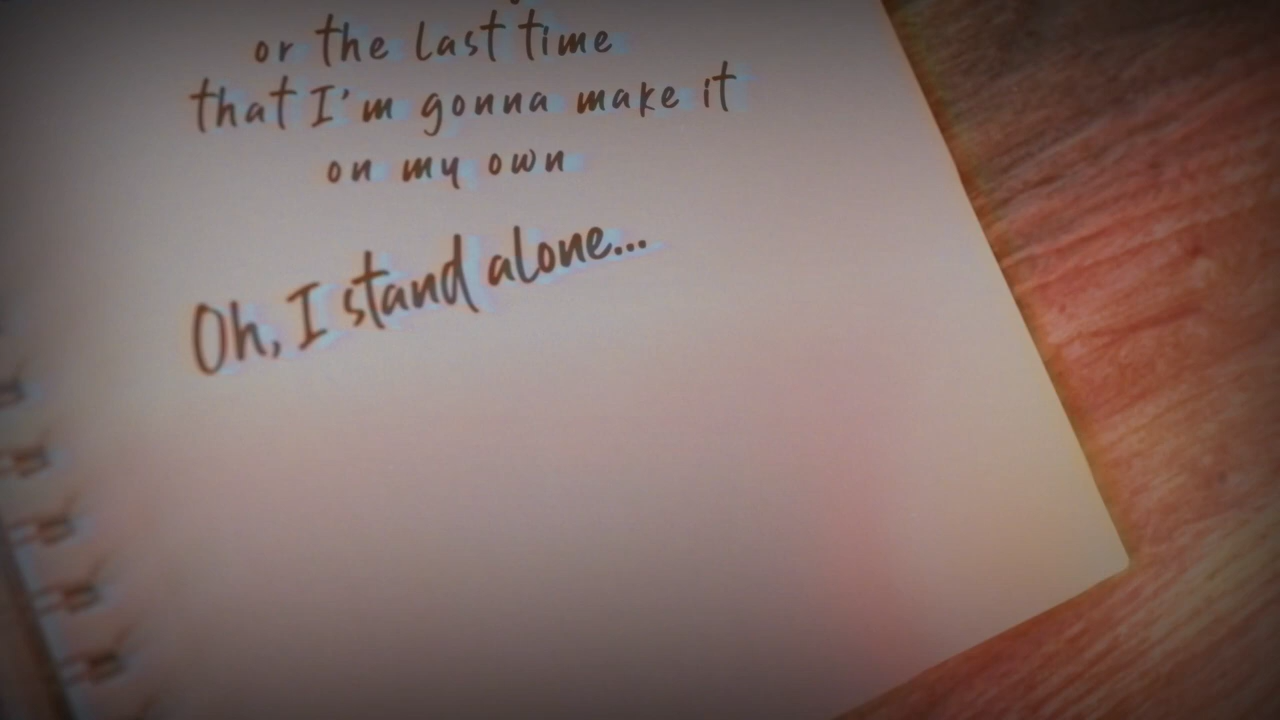 or the last time
that I'm gonna make it
on my own
Oh, I stand alone...